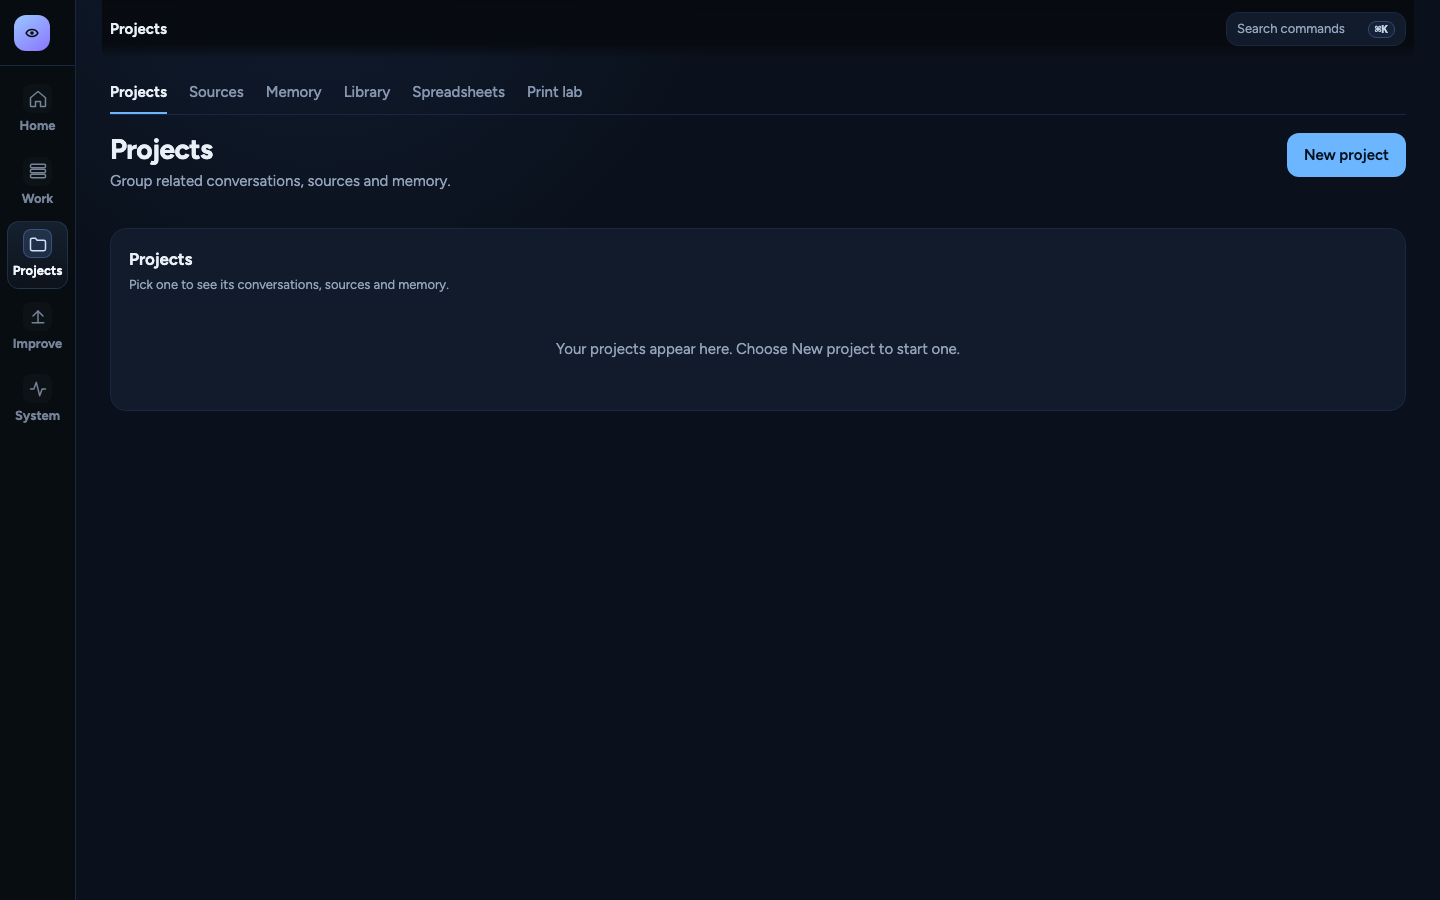 Projects
Search commands ⌘K
Home
Work
Projects
Improve
System
Projects Sources Memory Library Spreadsheets Print lab
Projects
New project
Group related conversations, sources and memory.
Projects
Pick one to see its conversations, sources and memory.
Your projects appear here. Choose New project to start one.